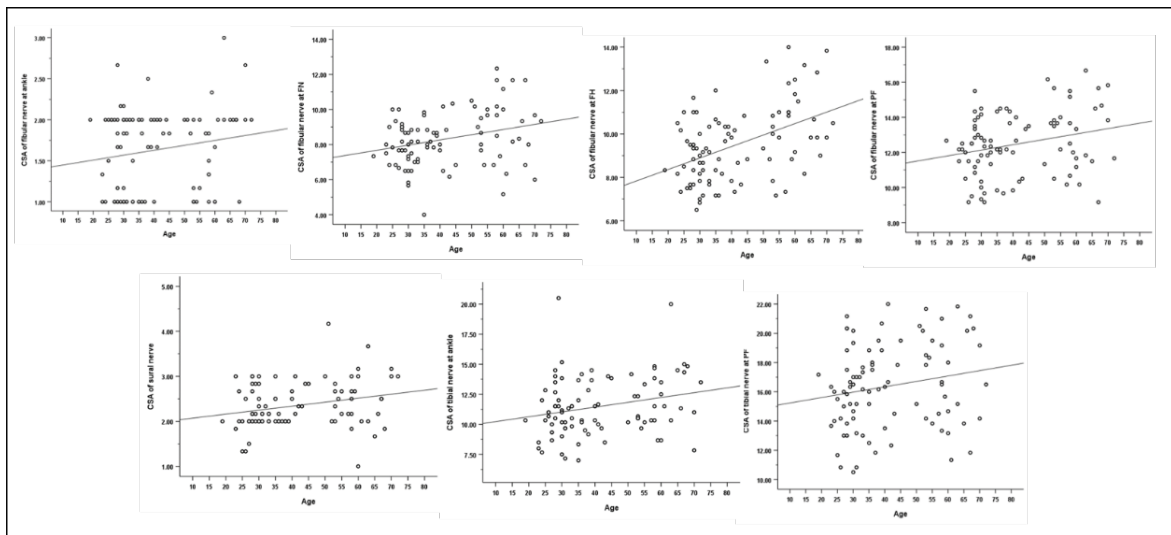 CSA of fibular nerve at ankle
3.00
2.50
2.00
1.50
1.00
10 15 20 25 30 35 40 45 50 55 60 65 70 75 80
Age
CSA of fibular nerve at FN
14.00
12.00
10.00
8.00
6.00
4.00
10 15 20 25 30 35 40 45 50 55 60 65 70 75 80
Age
CSA of fibular nerve at FH
14.00
12.00
10.00
8.00
6.00
10 15 20 25 30 35 40 45 50 55 60 65 70 75 80
Age
CSA of fibular nerve at PF
18.00
16.00
14.00
12.00
10.00
8.00
10 15 20 25 30 35 40 45 50 55 60 65 70 75 80
Age
CSA of sural nerve
5.00
4.00
3.00
2.00
1.00
10 15 20 25 30 35 40 45 50 55 60 65 70 75 80
Age
CSA of tibial nerve at ankle
22.50
20.00
17.50
15.00
12.50
10.00
7.50
10 15 20 25 30 35 40 45 50 55 60 65 70 75 80
Age
CSA of tibial nerve at PF
22.00
20.00
18.00
16.00
14.00
12.00
10.00
10 15 20 25 30 35 40 45 50 55 60 65 70 75 80
Age